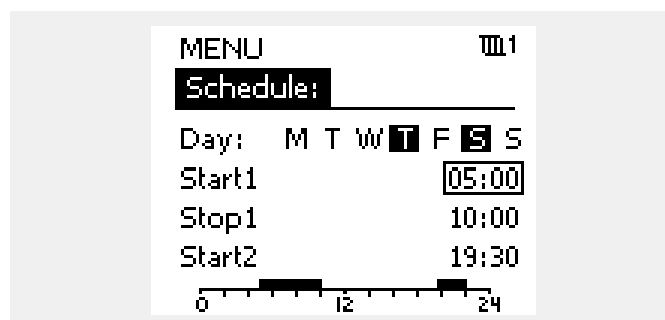 MENU 1
Schedule:
Day: M T W T F S S
Start1 05:00
Stop1 10:00
Start2 19:30
0 12 24